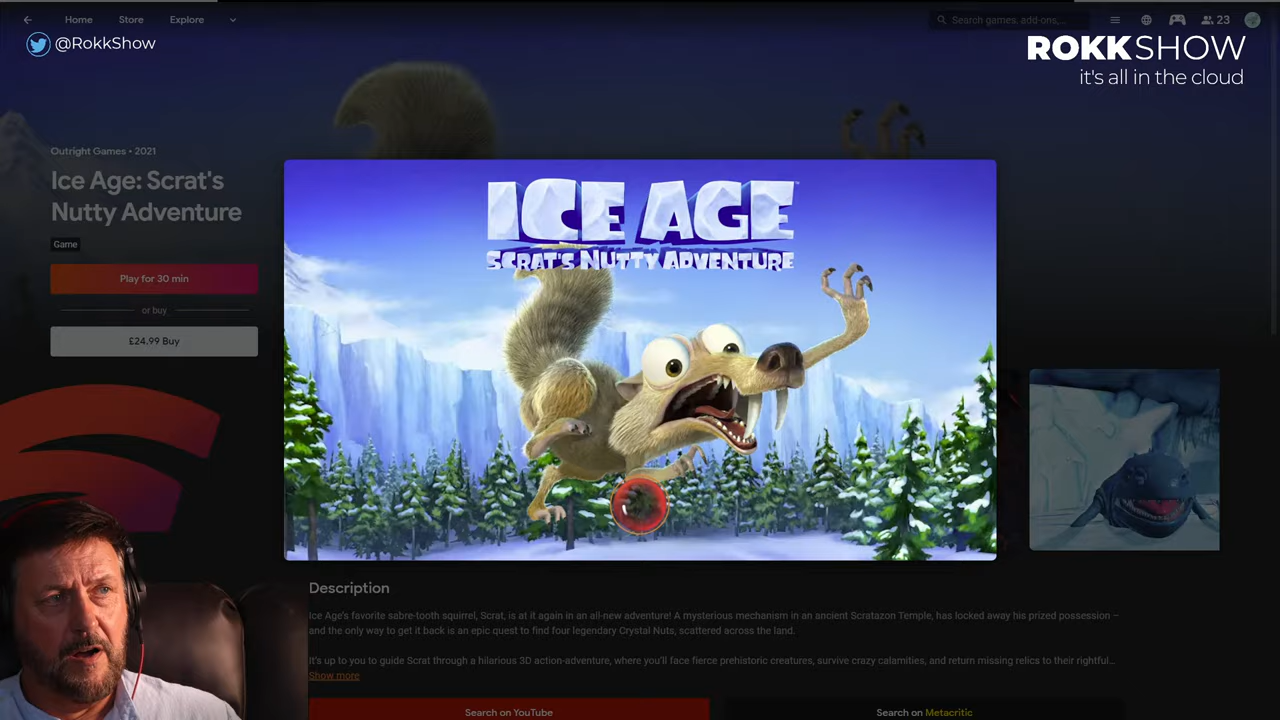 Home
Store
Explore
Search games, add-ons,...
23
@RokkShow
ROKKSHOW
it's all in the cloud
Outright Games • 2021
Ice Age: Scrat's
Nutty Adventure
Game
Play for 30 min
or buy
£24.99 Buy
ICE AGE
SCRAT'S NUTTY ADVENTURE
Description
Ice Age's favorite sabre-tooth squirrel, Scrat, is at it again in an all-new adventure! A mysterious mechanism in an ancient Scratazon Temple, has locked away his prized possession –
and the only way to get it back is an epic quest to find four legendary Crystal Nuts, scattered across the land.
It's up to you to guide Scrat through a hilarious 3D action-adventure, where you'll face fierce prehistoric creatures, survive crazy calamities, and return missing relics to their rightful...
Show more
Search on YouTube
Search on Metacritic